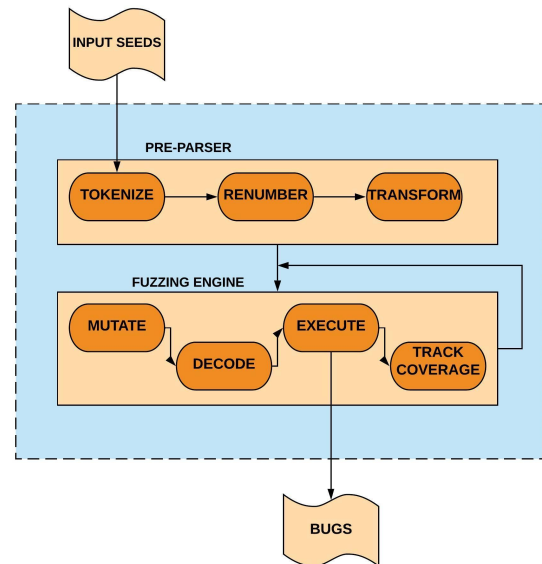 INPUT SEEDS
PRE-PARSER
TOKENIZE
RENUMBER
TRANSFORM
FUZZING ENGINE
MUTATE
DECODE
EXECUTE
TRACK
COVERAGE
BUGS